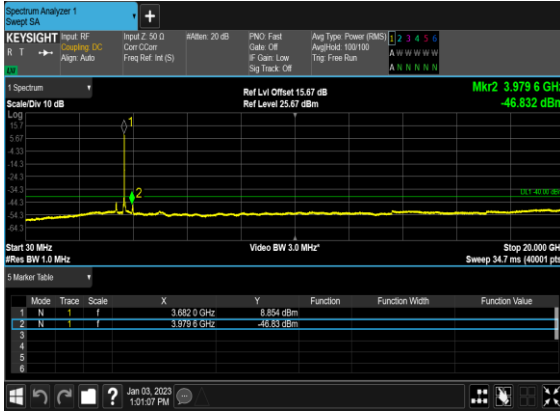 Spectrum Analyzer 1
Swept SA
+
KEYSIGHT Input: RF Input Z: 50 Ω #Atten: 20 dB PNO: Fast Avg Type: Power (RMS) 1 2 3 4 5 6
R T Coupling: DC Corr CCorr Gate: Off Avg|Hold: 100/100 A W W W W W
Align: Auto Freq Ref: Int (S) IF Gain: Low Trig: Free Run
Sig Track: Off A N N N N N
1 Spectrum
Scale/Div 10 dB
Ref Lvl Offset 15.67 dB
Ref Level 25.67 dBm
Mkr2 3.979 6 GHz
-46.832 dBm
Log
15.7
5.67
-4.33
-14.3
-24.3
-34.3
-44.3
-54.3
-64.3
1
2
DL1 -40.00 dBm
Start 30 MHz Video BW 3.0 MHz* Stop 20.000 GHz
#Res BW 1.0 MHz Sweep 34.7 ms (40001 pts)
5 Marker Table
Mode Trace Scale X Y Function Function Width Function Value
1 N 1 f 3.682 0 GHz 8.854 dBm
2 N 1 f 3.979 6 GHz -46.83 dBm
3
4
5
6
? Jan 03, 2023
1:01:07 PM